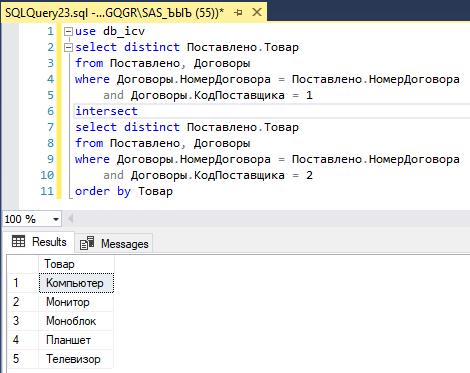 SQLQuery23.sql -...GQGR\SAS_ЪЫЬ (55))*
1 use db_icv
2 select distinct Поставлено.Товар
3 from Поставлено, Договоры
4 where Договоры.НомерДоговора = Поставлено.НомерДоговора
5 and Договоры.КодПоставщика = 1
6 intersect
7 select distinct Поставлено.Товар
8 from Поставлено, Договоры
9 where Договоры.НомерДоговора = Поставлено.НомерДоговора
10 and Договоры.КодПоставщика = 2
11 order by Товар
100 %
Results Messages
Товар
1 Компьютер
2 Монитор
3 Моноблок
4 Планшет
5 Телевизор